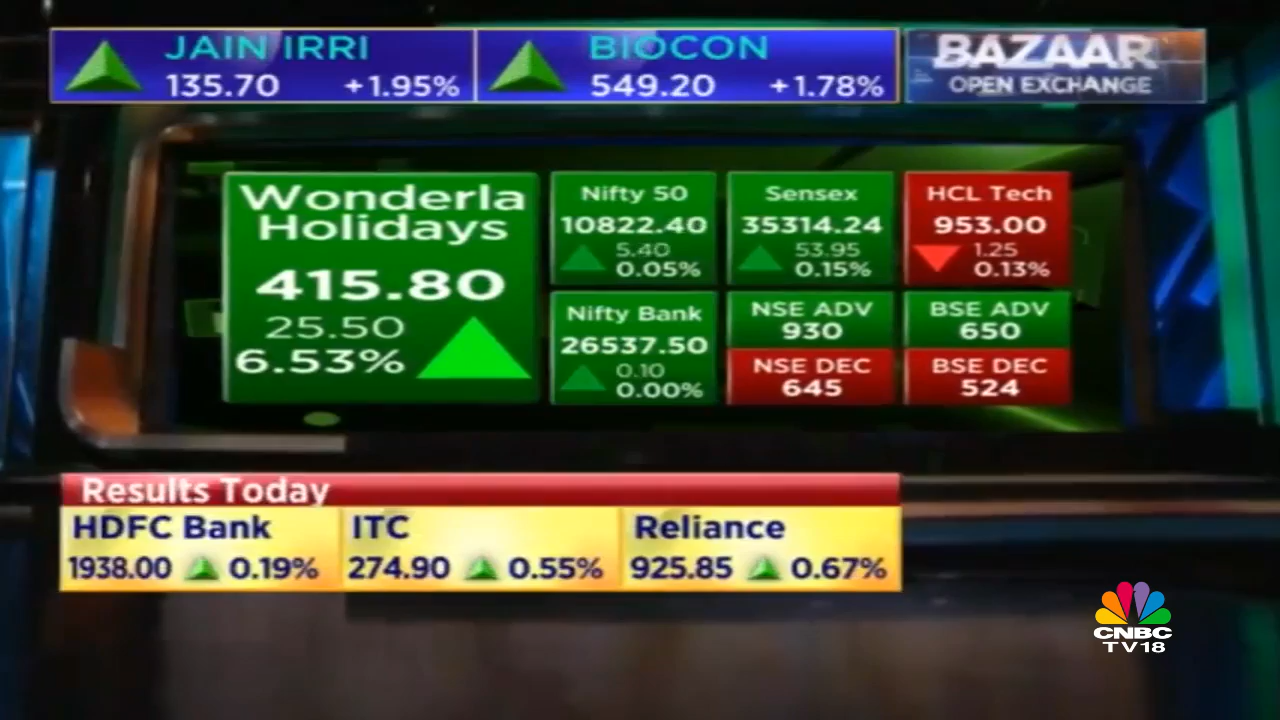 JAIN IRRI
135.70 +1.95%
BIOCON
549.20 +1.78%
BAZAAR
OPEN EXCHANGE
Wonderla
Holidays
415.80
25.50
6.53%
Nifty 50
10822.40
5.40
0.05%
Sensex
35314.24
53.95
0.15%
HCL Tech
953.00
1.25
0.13%
Nifty Bank
26537.50
0.10
0.00%
NSE ADV
930
NSE DEC
645
BSE ADV
650
BSE DEC
524
Results Today
HDFC Bank
1938.00 0.19%
ITC
274.90 0.55%
Reliance
925.85 0.67%
CNBC
TV18